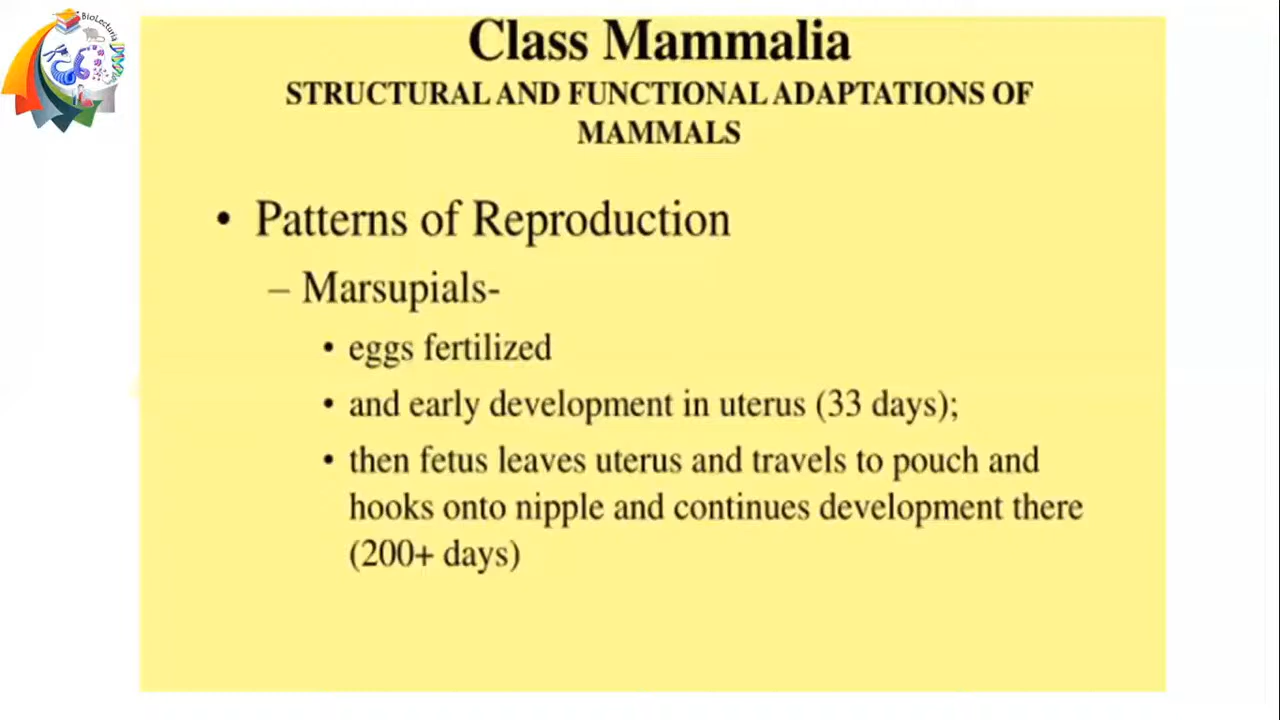 BioLecturia
Class Mammalia
STRUCTURAL AND FUNCTIONAL ADAPTATIONS OF
MAMMALS
• Patterns of Reproduction
– Marsupials-
• eggs fertilized
• and early development in uterus (33 days);
• then fetus leaves uterus and travels to pouch and
hooks onto nipple and continues development there
(200+ days)